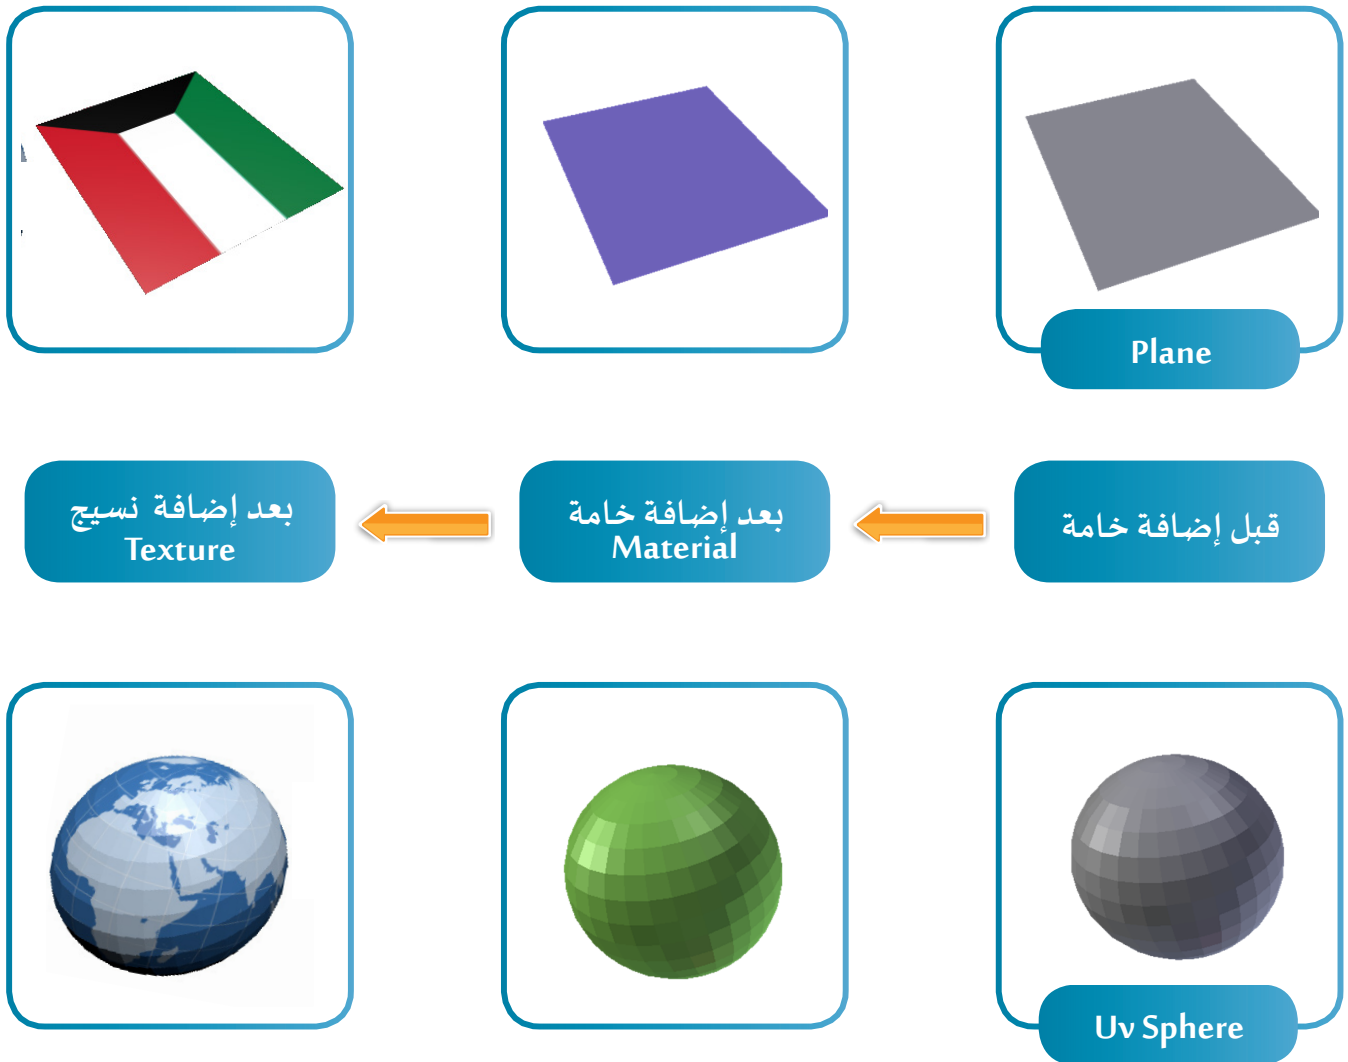 Plane
قبل إضافة خامة
بعد إضافة خامة
Material
بعد إضافة نسيج
Texture
Uv Sphere